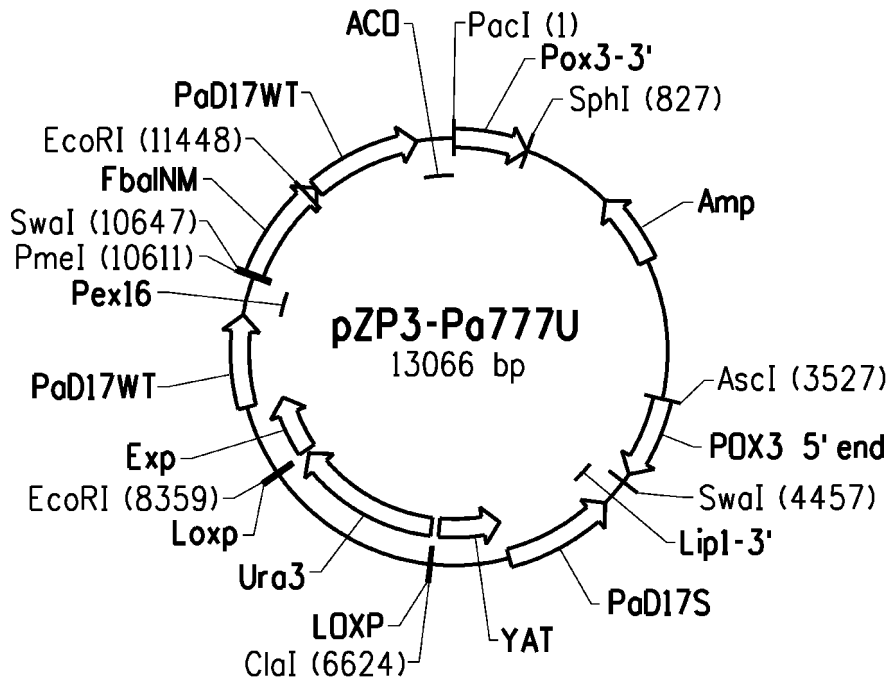 ACO
PacI (1)
Pox3-3'
SphI (827)
PaD17WT
EcoRI (11448)
FbaINM
SwaI (10647)
PmeI (10611)
Pex16
Amp
pZP3-Pa777U
13066 bp
PaD17WT
AscI (3527)
POX3 5' end
SwaI (4457)
Exp
EcoRI (8359)
Loxp
Lip1-3'
Ura3
PaD17S
LOXP
YAT
ClaI (6624)